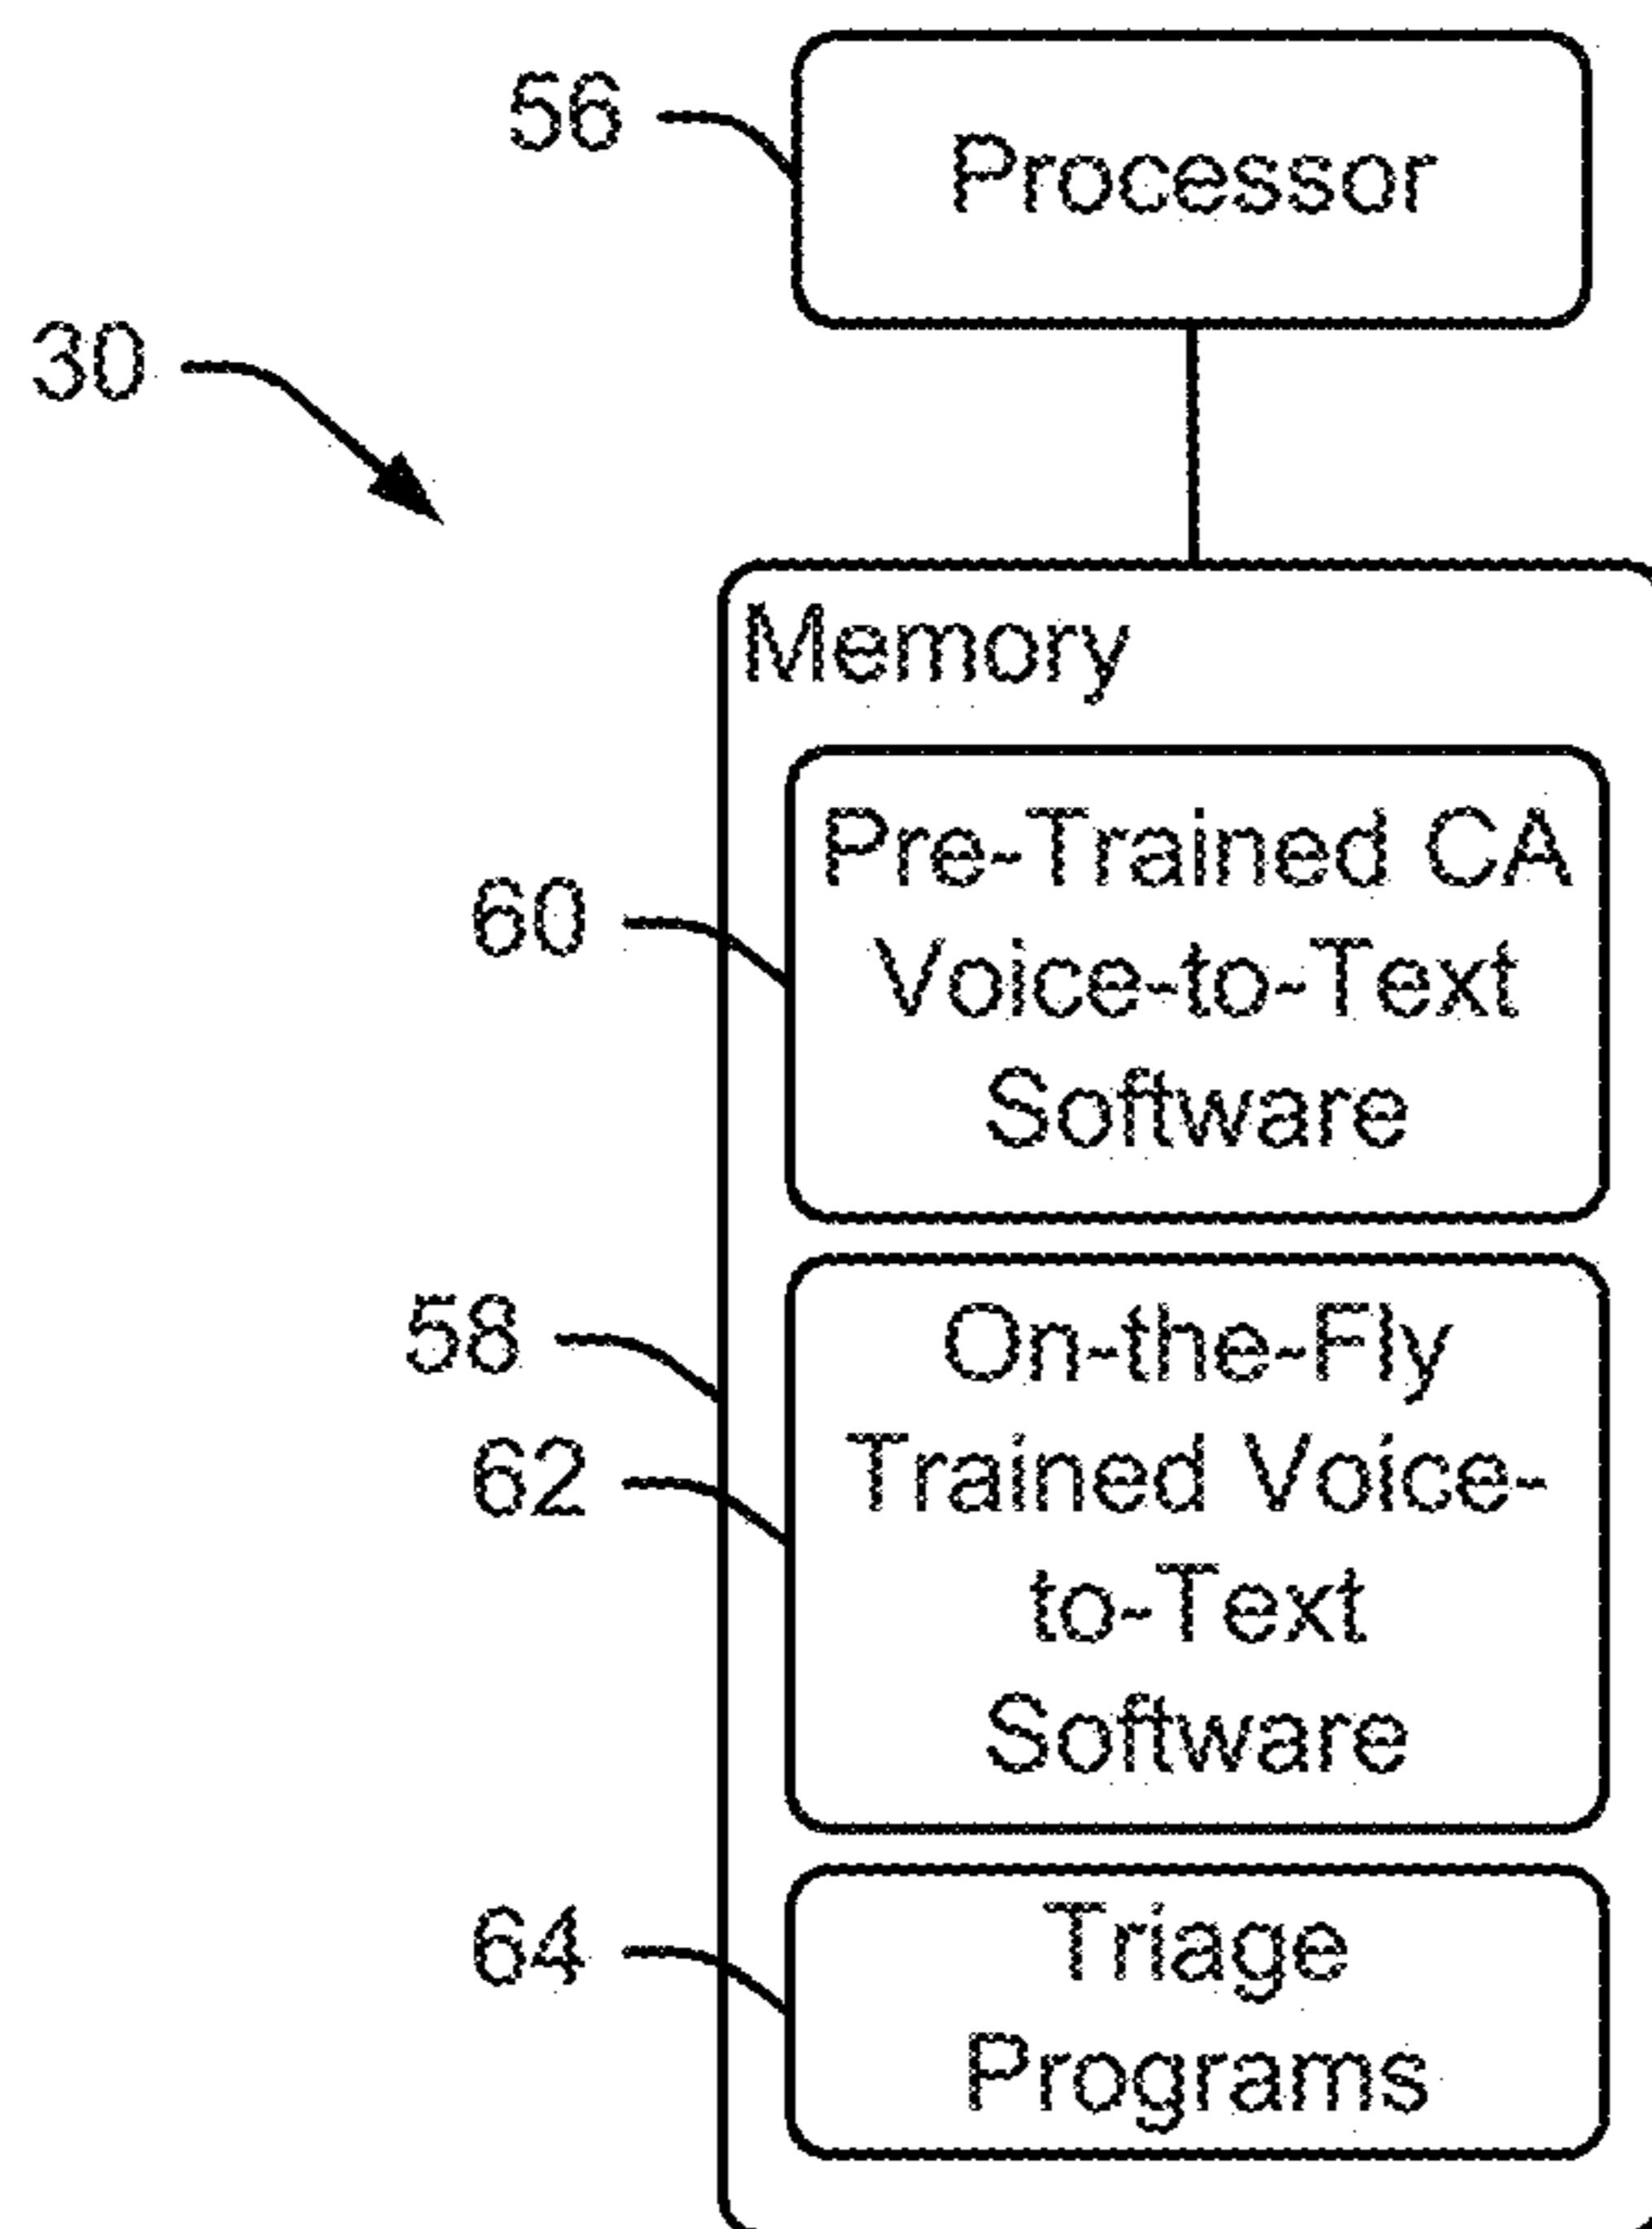 56
Processor
30
Memory
Pre-Trained CA
60
Voice-to-Text
Software
58
On-the-Fly
62
Trained Voice-
to-Text
Software
64
Triage
Programs